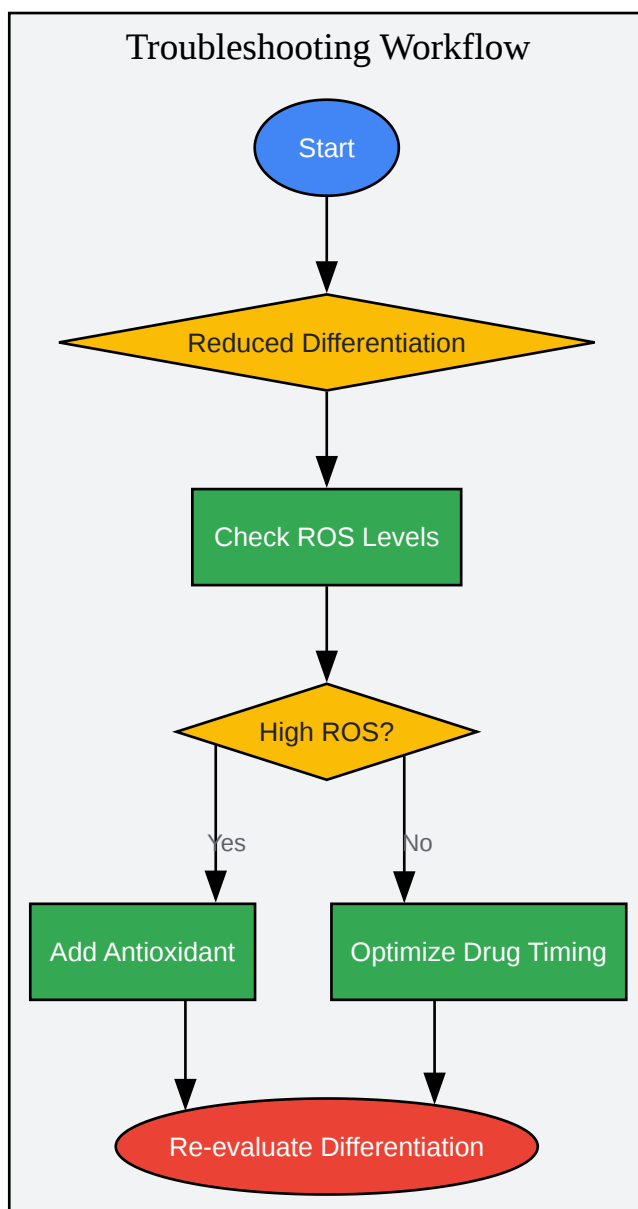 Troubleshooting Workflow
Start
Reduced Differentiation
Check ROS Levels
High ROS?
Yes
No
Add Antioxidant
Optimize Drug Timing
Re-evaluate Differentiation